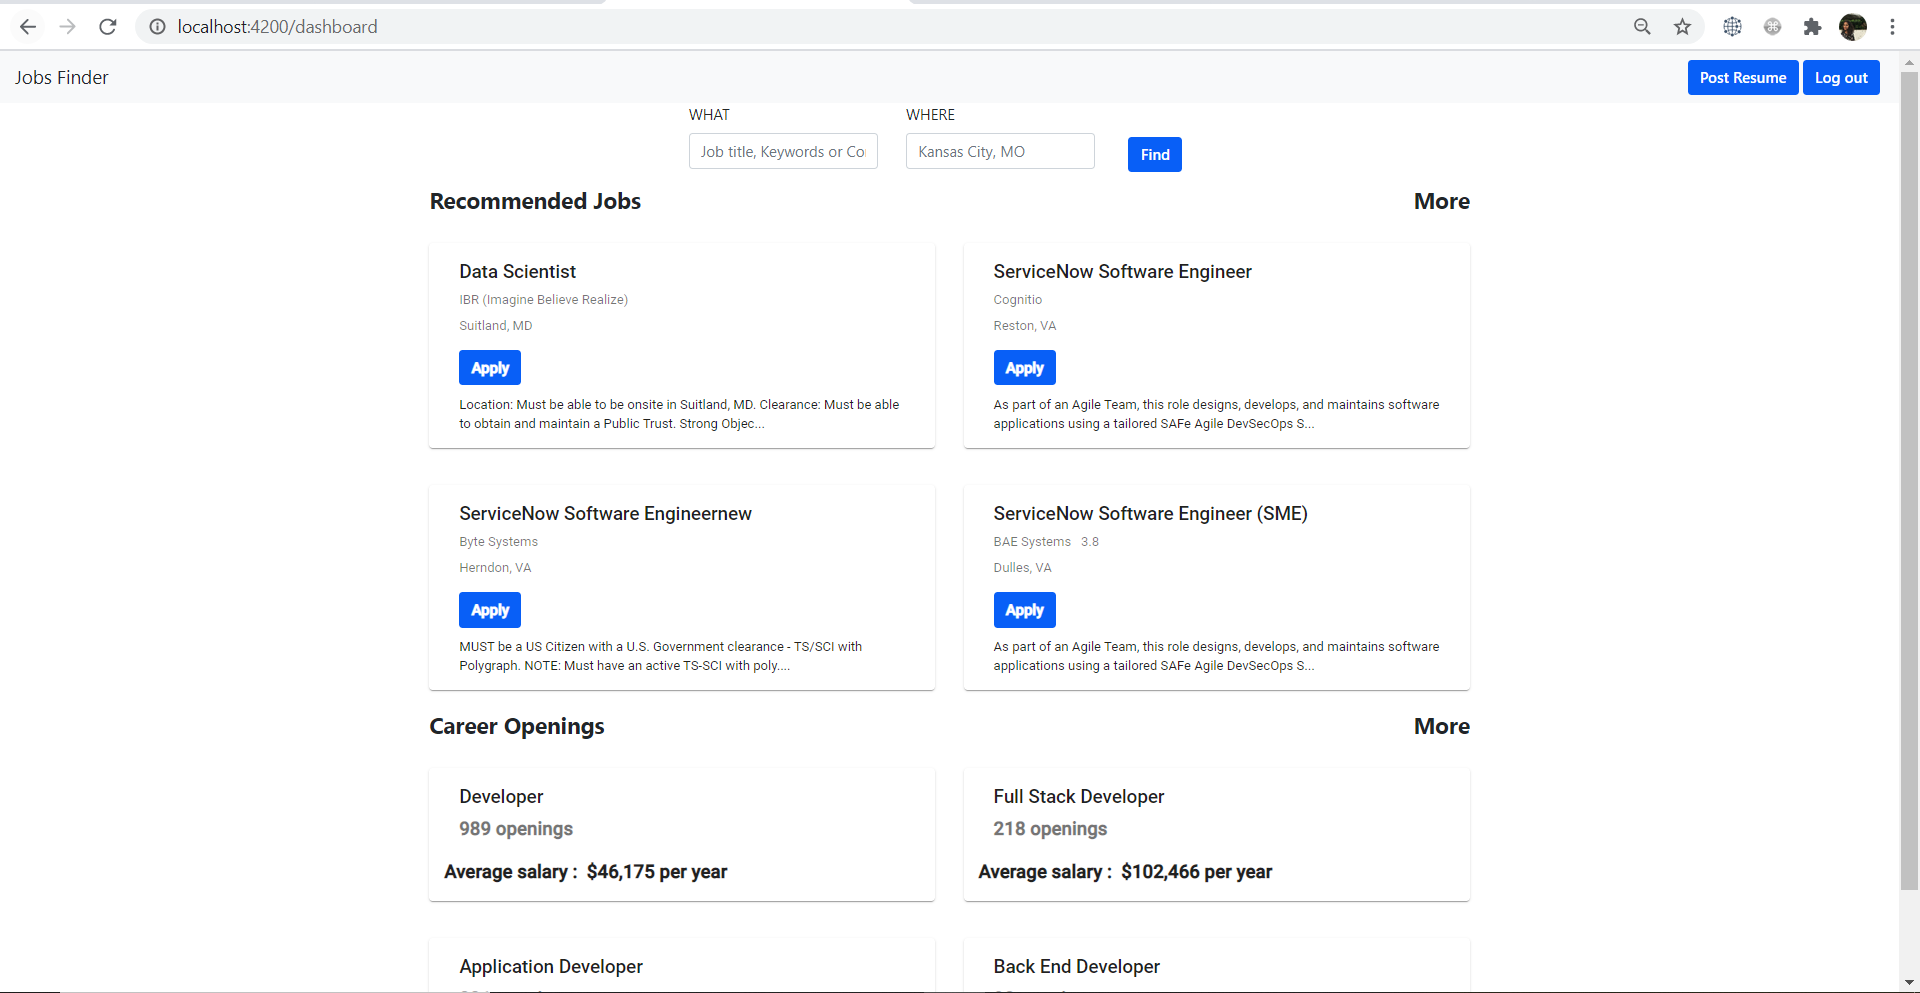 localhost:4200/dashboard
Jobs Finder
Post Resume
Log out
WHAT
WHERE
Job title, Keywords or Co
Kansas City, MO
Find
Recommended Jobs
More
Data Scientist
IBR (Imagine Believe Realize)
Suitland, MD
Apply
Location: Must be able to be onsite in Suitland, MD. Clearance: Must be able
to obtain and maintain a Public Trust. Strong Objec...
ServiceNow Software Engineer
Cognitio
Reston, VA
Apply
As part of an Agile Team, this role designs, develops, and maintains software
applications using a tailored SAFe Agile DevSecOps S...
ServiceNow Software Engineernew
Byte Systems
Herndon, VA
Apply
MUST be a US Citizen with a U.S. Government clearance - TS/SCI with
Polygraph. NOTE: Must have an active TS-SCI with poly....
ServiceNow Software Engineer (SME)
BAE Systems 3.8
Dulles, VA
Apply
As part of an Agile Team, this role designs, develops, and maintains software
applications using a tailored SAFe Agile DevSecOps S...
Career Openings
More
Developer
989 openings
Average salary : $46,175 per year
Full Stack Developer
218 openings
Average salary : $102,466 per year
Application Developer
Back End Developer